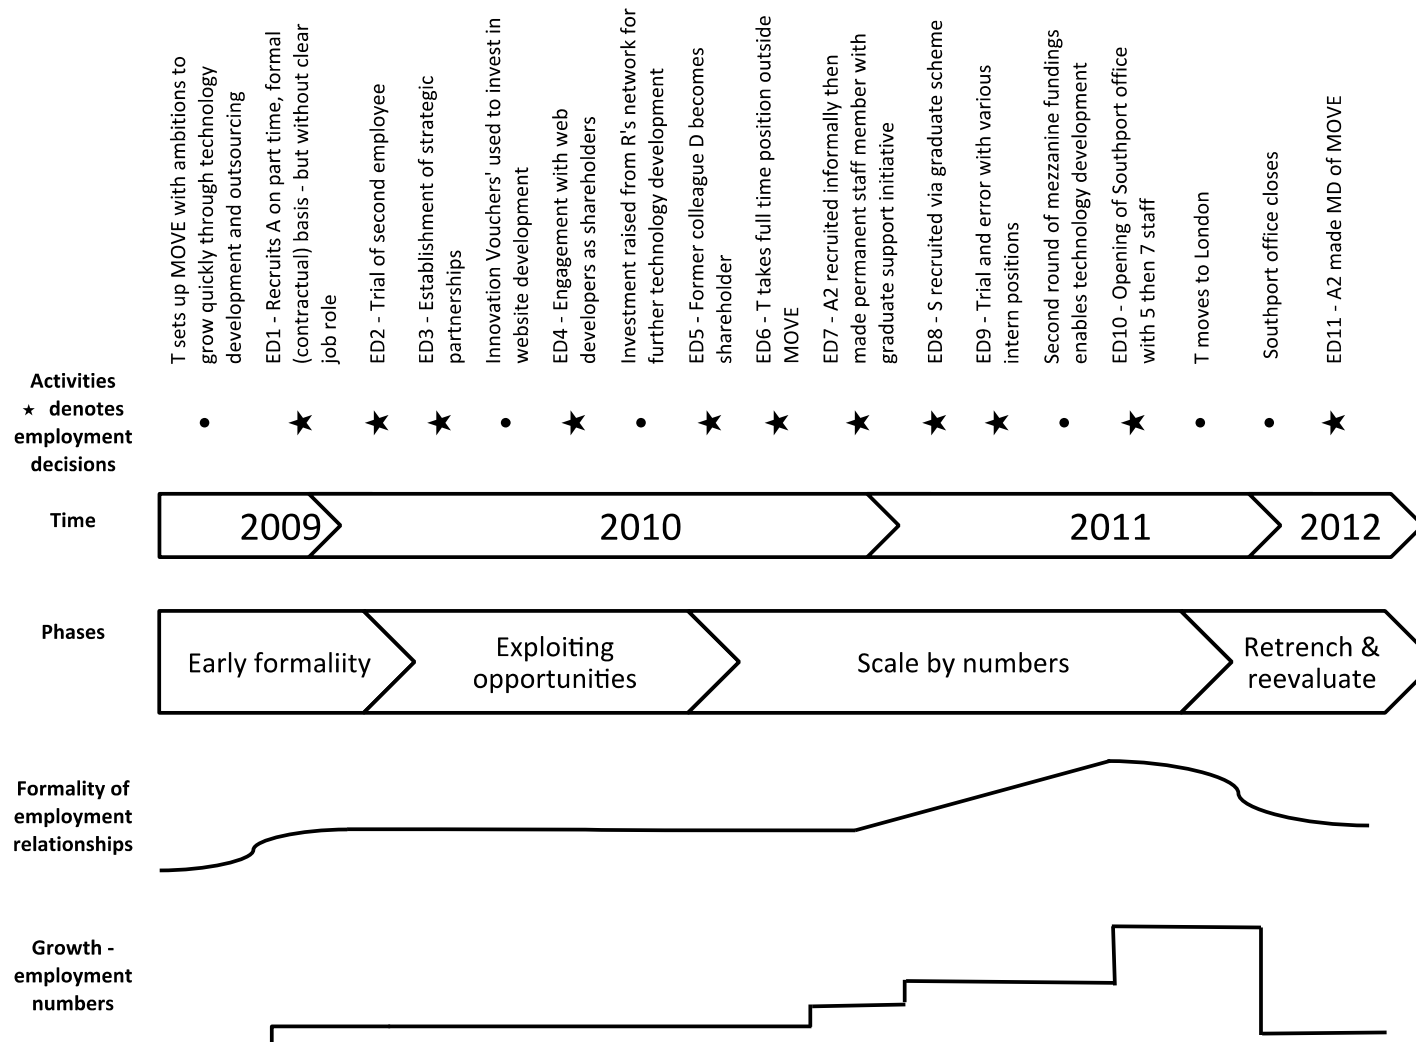 T sets up MOVE with ambitions to
grow quickly through technology
development and outsourcing
ED1 - Recruits A on part time, formal
(contractual) basis - but without clear
job role
ED2 - Trial of second employee
ED3 - Establishment of strategic
partnerships
Innovation Vouchers' used to invest in
website development
ED4 - Engagement with web
developers as shareholders
Investment raised from R's network for
further technology development
ED5 - Former colleague D becomes
shareholder
ED6 - T takes full time position outside
MOVE
ED7 - A2 recruited informally then
made permanent staff member with
graduate support initiative
ED8 - S recruited via graduate scheme
ED9 - Trial and error with various
intern positions
Second round of mezzanine fundings
enables technology development
ED10 - Opening of Southport office
with 5 then 7 staff
T moves to London
Southport office closes
ED11 - A2 made MD of MOVE
Activities
★ denotes
employment
decisions
Time
2009
2010
2011
2012
Phases
Early formaliity
Exploiting
opportunities
Scale by numbers
Retrench &
reevaluate
Formality of
employment
relationships
Growth -
employment
numbers